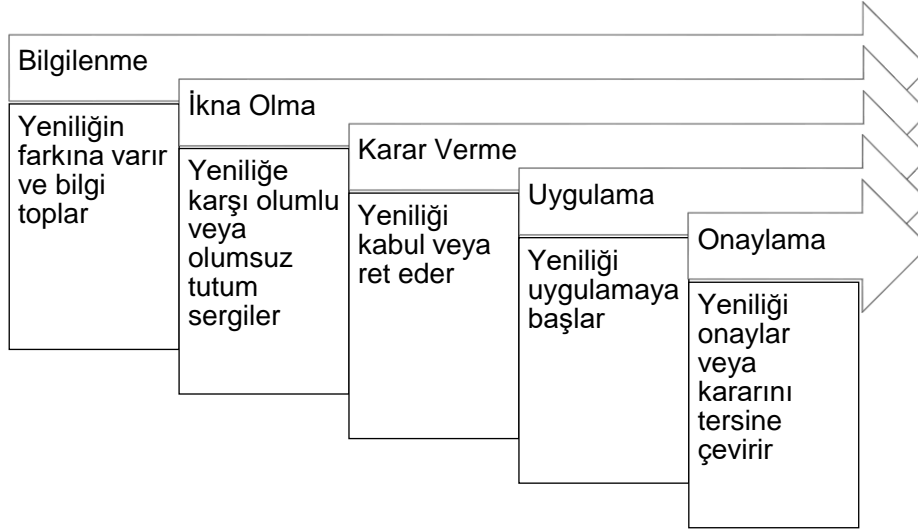 Bilgilenme
Yeniliğin
farkına varır
ve bilgi
toplar
İkna Olma
Yeniliğe
karşı olumlu
veya
olumsuz
tutum
sergiler
Karar Verme
Yeniliği
kabul veya
ret eder
Uygulama
Yeniliği
uygulamaya
başlar
Onaylama
Yeniliği
onaylar
veya
kararını
tersine
çevirir